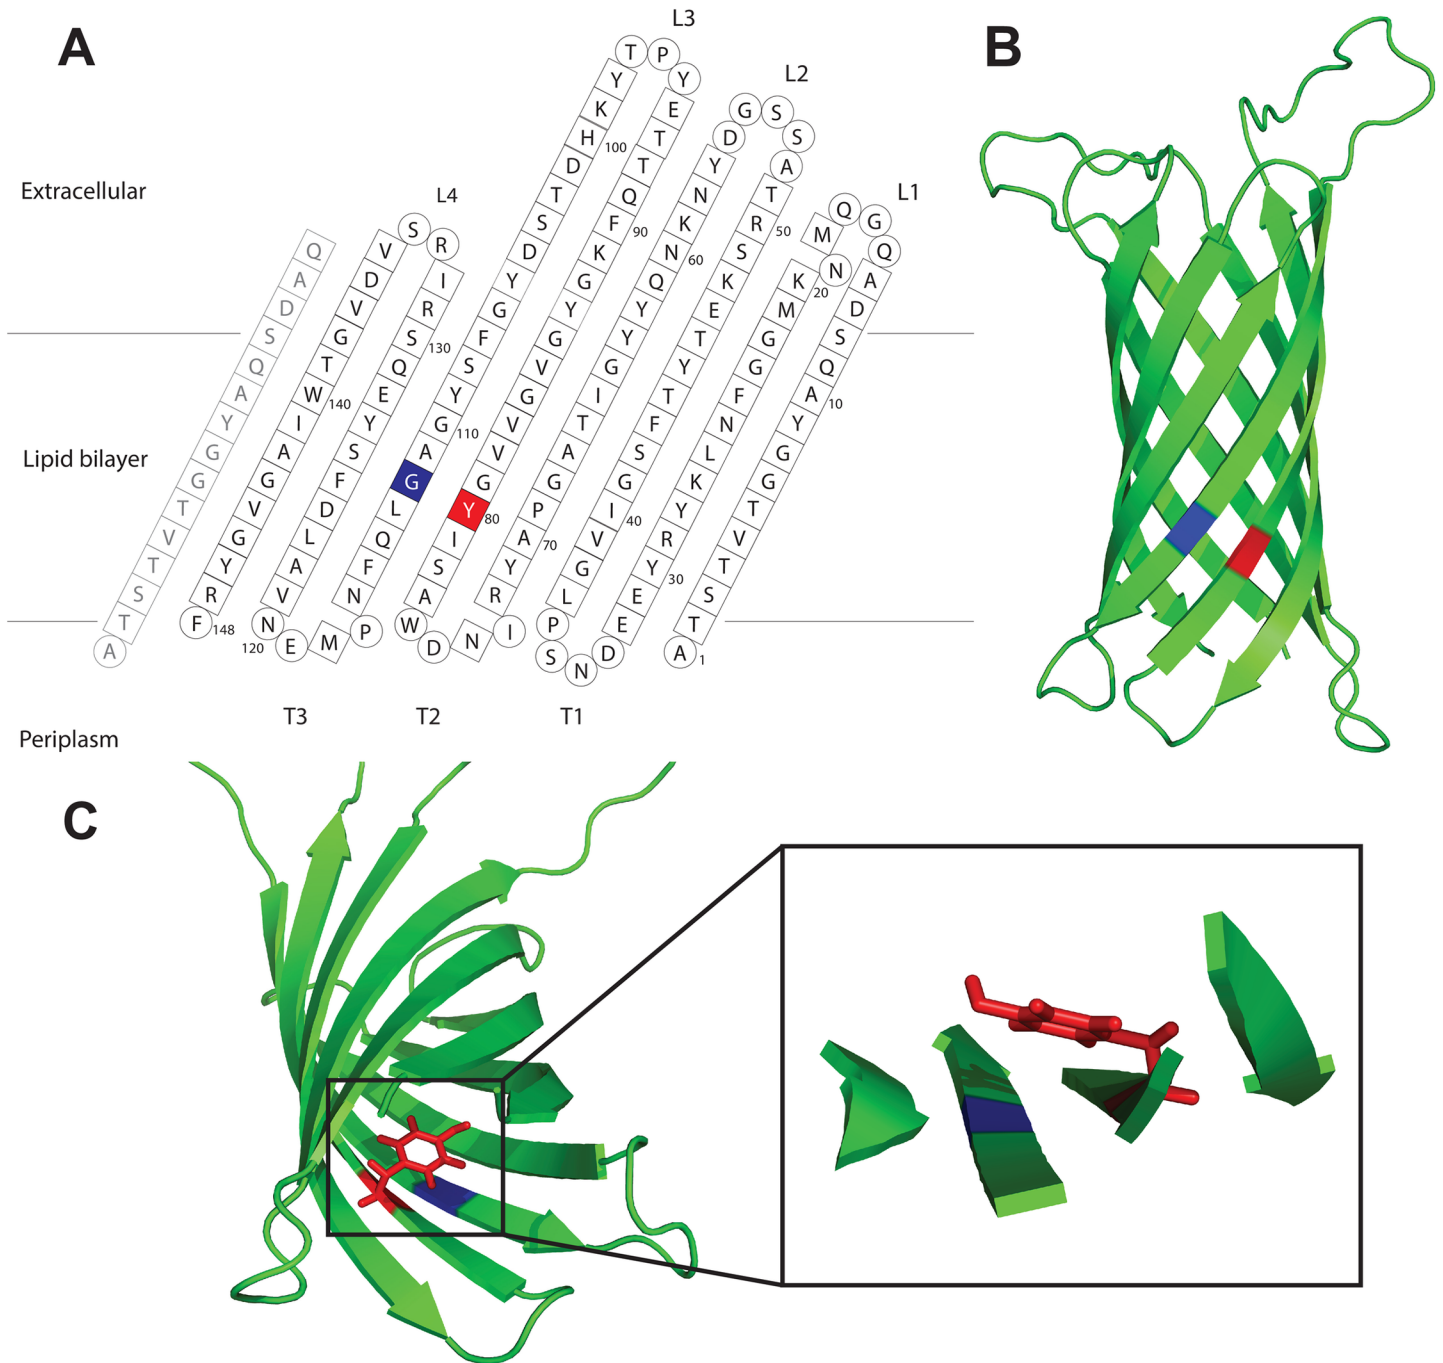 A
B
C
Extracellular
Lipid bilayer
Periplasm
L4
L3
L2
L1
T3
T2
T1
Q A D S Q A Y G G T V T S T A
V D V G T W I A G V G Y R F
140
148
S R
I R S Q E Y S F D L A V
130
120
N E M P
Y K H D T S D Y G F S Y G A G L Q F N
100
110
T P Y
E T T Q F K G Y G V G V V G Y I S A
90
80
W D N I
D G S S A
Y N K N Q Y Y G I T A G P A Y R
60
70
T R S K E T Y T F S G I V G L
50
40
P S N D
M Q G Q N
K M G G F N L K Y R Y E E
20
30
A D S Q A Y G G T V T S T A
10
1